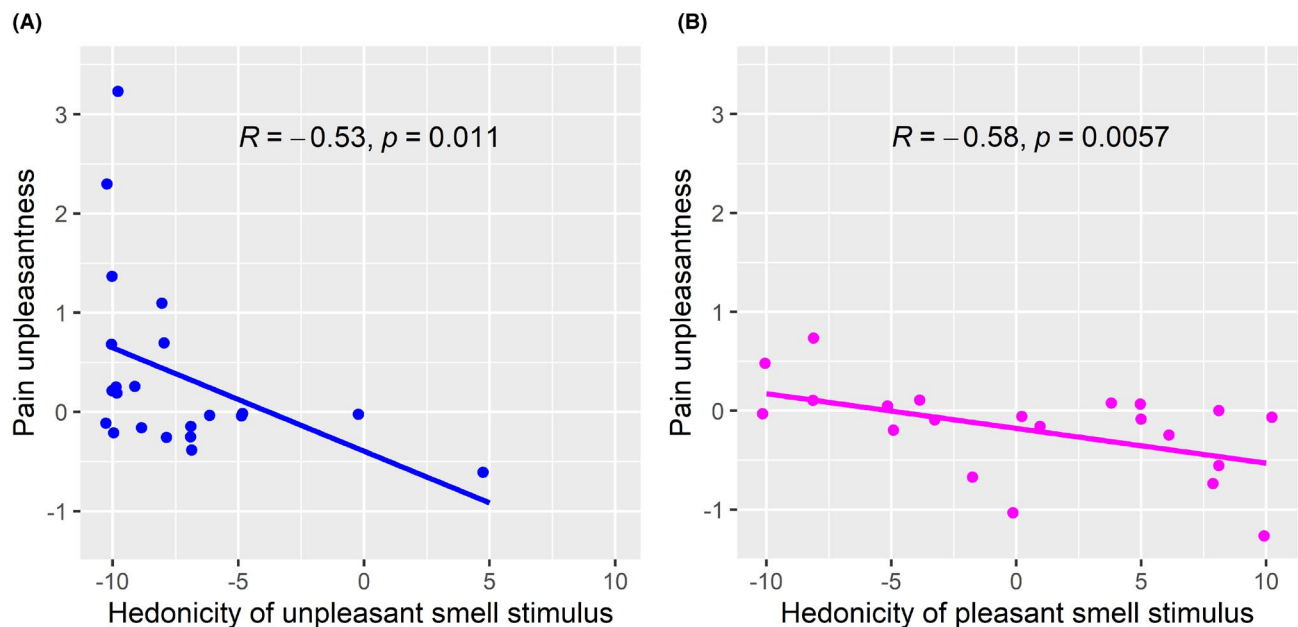 (A)
R = −0.53, p = 0.011
Pain unpleasantness
3
2
1
0
-1
-10 -5 0 5 10
Hedonicity of unpleasant smell stimulus
(B)
R = −0.58, p = 0.0057
Pain unpleasantness
3
2
1
0
-1
-10 -5 0 5 10
Hedonicity of pleasant smell stimulus